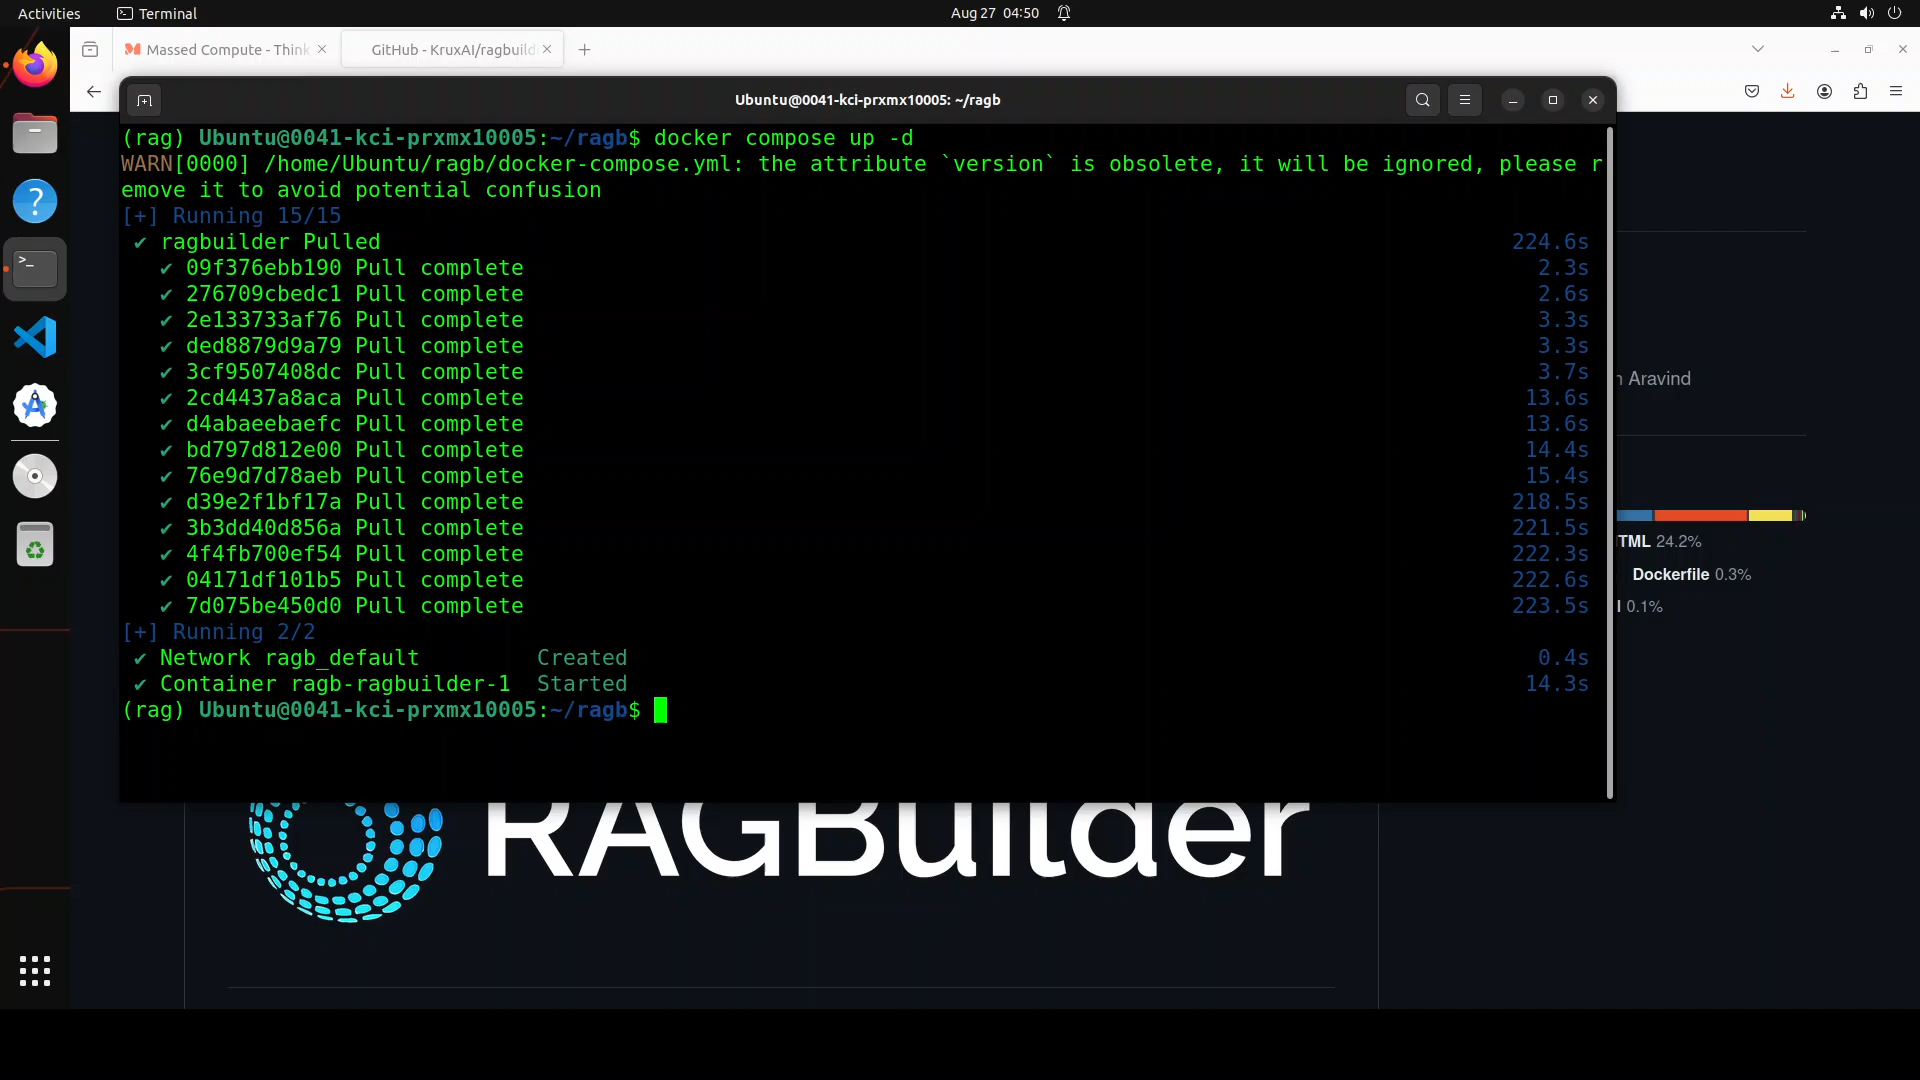 Activities
Terminal
Aug 27 04:50
Massed Compute - Think
GitHub - KruxAI/ragbuild
Ubuntu@0041-kci-prxmx10005: ~/ragb
(rag) Ubuntu@0041-kci-prxmx10005:~/ragb$ docker compose up -d
WARN[0000] /home/Ubuntu/ragb/docker-compose.yml: the attribute `version` is obsolete, it will be ignored, please r
emove it to avoid potential confusion
[+] Running 15/15
✔ ragbuilder Pulled 224.6s
✔ 09f376ebb190 Pull complete 2.3s
✔ 276709cbedc1 Pull complete 2.6s
✔ 2e133733af76 Pull complete 3.3s
✔ ded8879d9a79 Pull complete 3.3s
✔ 3cf9507408dc Pull complete 3.7s
✔ 2cd4437a8aca Pull complete 13.6s
✔ d4abaeebaefc Pull complete 13.6s
✔ bd797d812e00 Pull complete 14.4s
✔ 76e9d7d78aeb Pull complete 15.4s
✔ d39e2f1bf17a Pull complete 218.5s
✔ 3b3dd40d856a Pull complete 221.5s
✔ 4f4fb700ef54 Pull complete 222.3s
✔ 04171df101b5 Pull complete 222.6s
✔ 7d075be450d0 Pull complete 223.5s
[+] Running 2/2
✔ Network ragb_default Created 0.4s
✔ Container ragb-ragbuilder-1 Started 14.3s
(rag) Ubuntu@0041-kci-prxmx10005:~/ragb$
n Aravind
TML 24.2%
Dockerfile 0.3%
l 0.1%
RAGBuilder